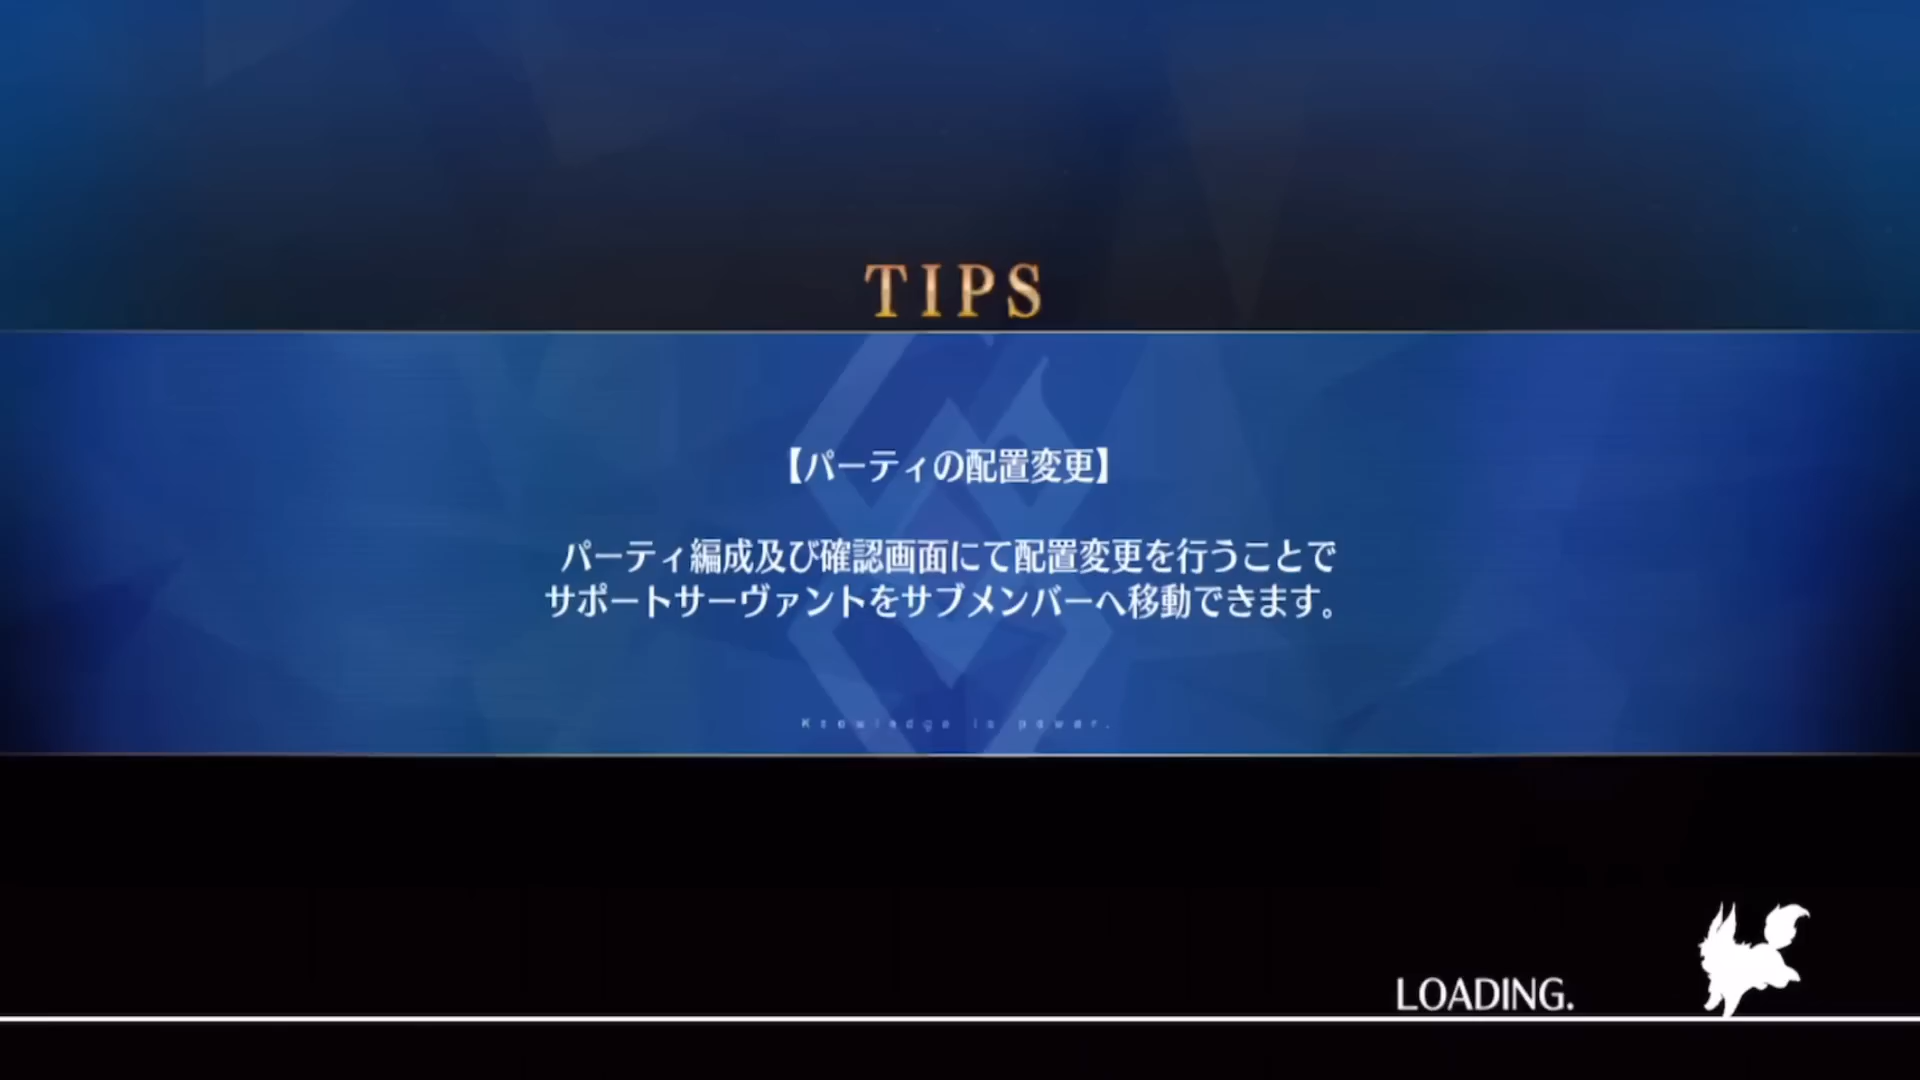 TIPS
【パーティの配置変更】
パーティ編成及び確認画面にて配置変更を行うことで
サポートサーヴァントをサブメンバーへ移動できます。
Knowledge is power.
LOADING.